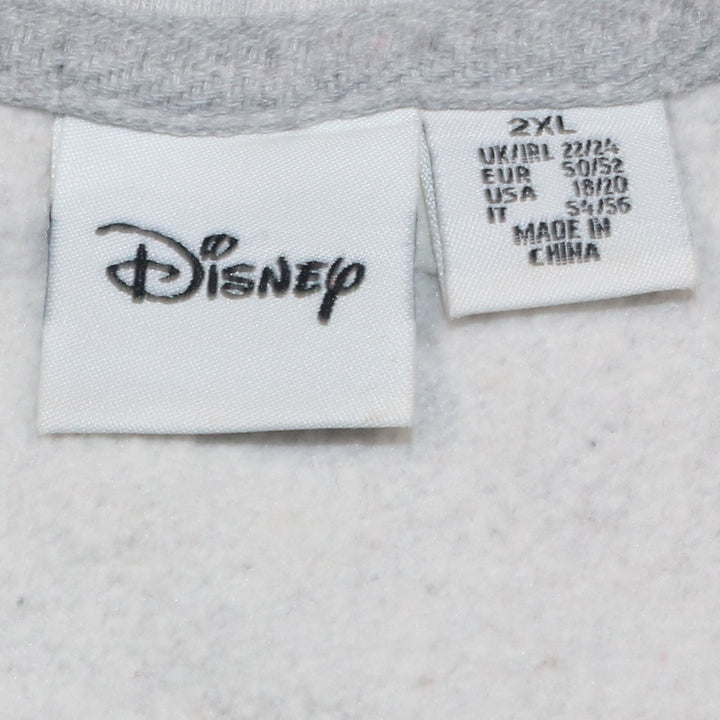 Disney
2XL
UK/IRL 22/24
EUR 50/52
USA 18/20
IT 54/56
MADE IN
CHINA